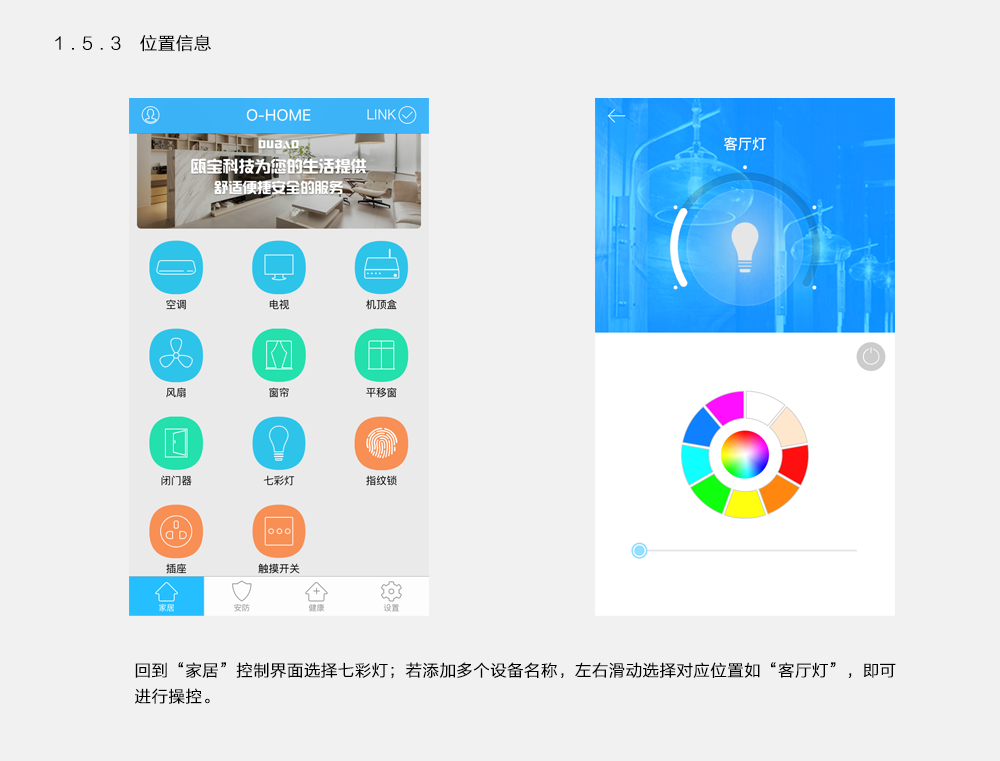 1.5.3 位置信息
O-HOME
LINK
OUBAO
瓯宝科技为您的生活提供
舒适便捷安全的服务
空调
电视
机顶盒
风扇
窗帘
平移窗
闭门器
七彩灯
指纹锁
插座
触摸开关
家居
安防
健康
设置
客厅灯
回到“家居”控制界面选择七彩灯；若添加多个设备名称，左右滑动选择对应位置如“客厅灯”，即可
进行操控。